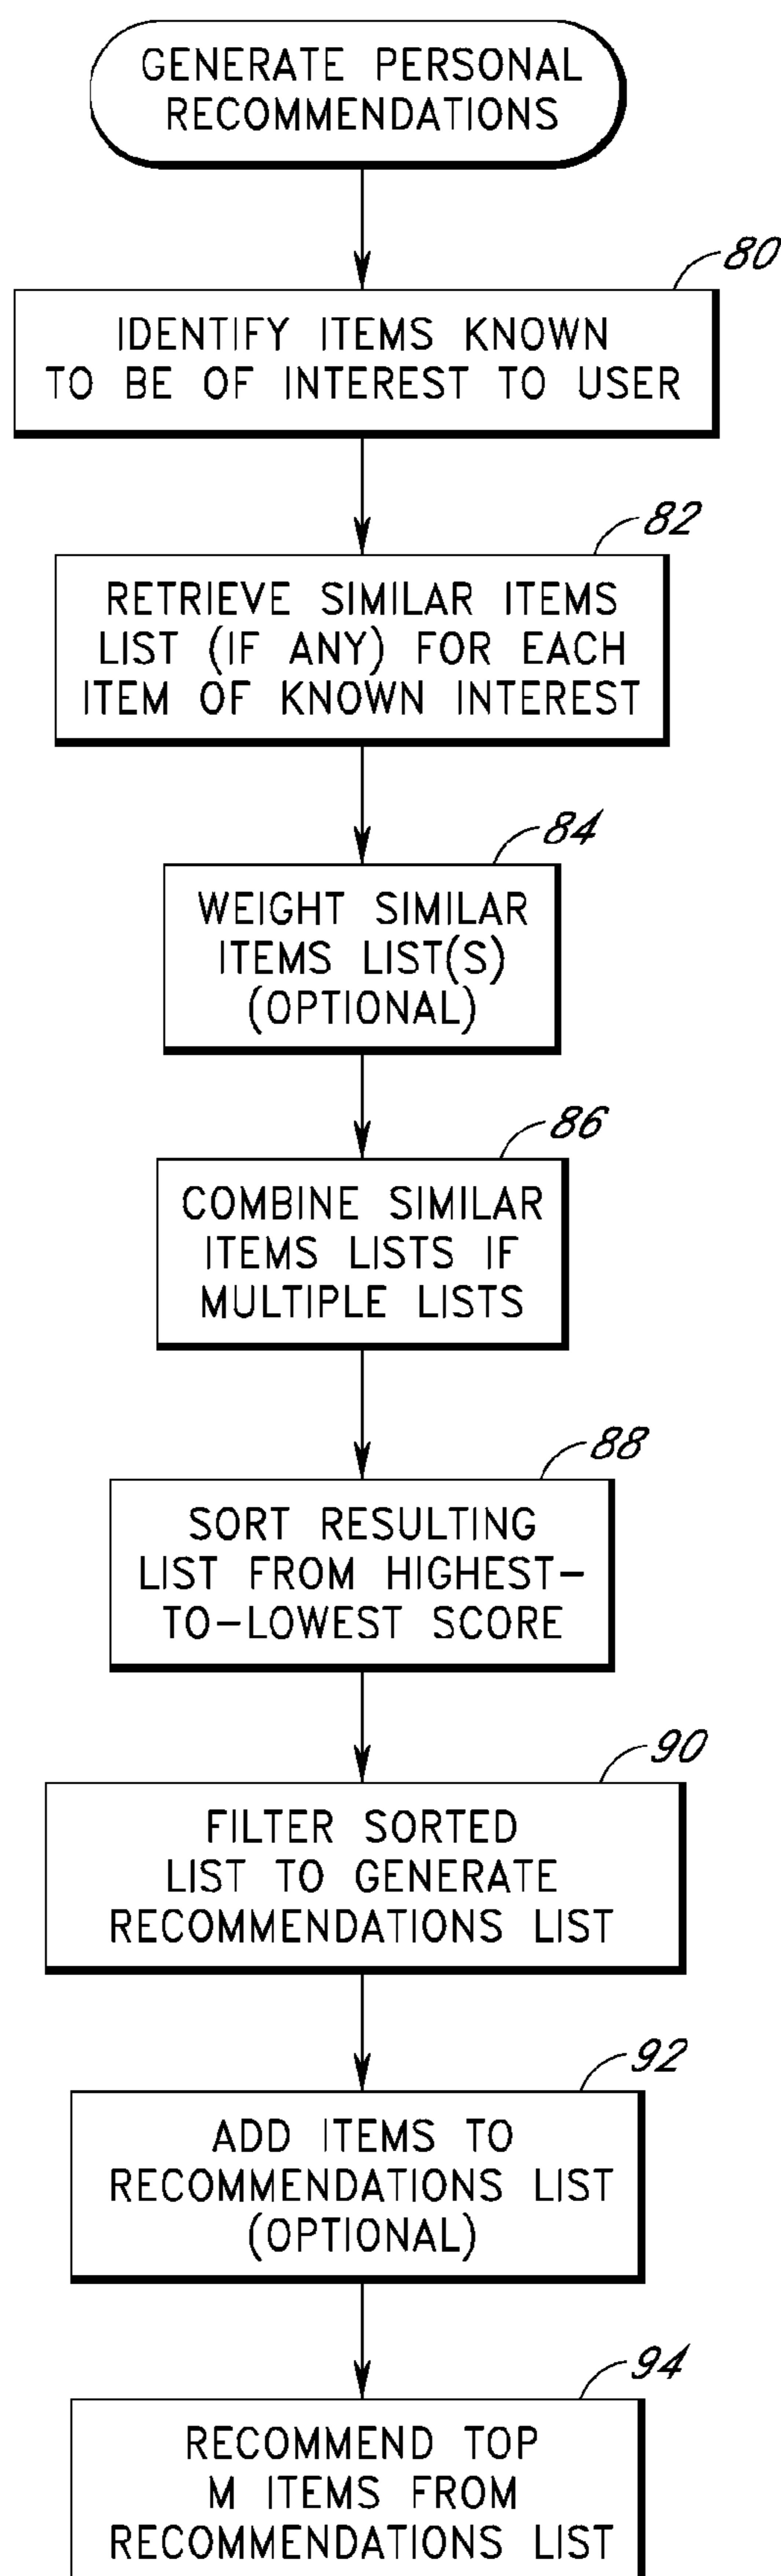 GENERATE PERSONAL
RECOMMENDATIONS
80
IDENTIFY ITEMS KNOWN
TO BE OF INTEREST TO USER
82
RETRIEVE SIMILAR ITEMS
LIST (IF ANY) FOR EACH
ITEM OF KNOWN INTEREST
84
WEIGHT SIMILAR
ITEMS LIST(S)
(OPTIONAL)
86
COMBINE SIMILAR
ITEMS LISTS IF
MULTIPLE LISTS
88
SORT RESULTING
LIST FROM HIGHEST-
TO-LOWEST SCORE
90
FILTER SORTED
LIST TO GENERATE
RECOMMENDATIONS LIST
92
ADD ITEMS TO
RECOMMENDATIONS LIST
(OPTIONAL)
94
RECOMMEND TOP
M ITEMS FROM
RECOMMENDATIONS LIST